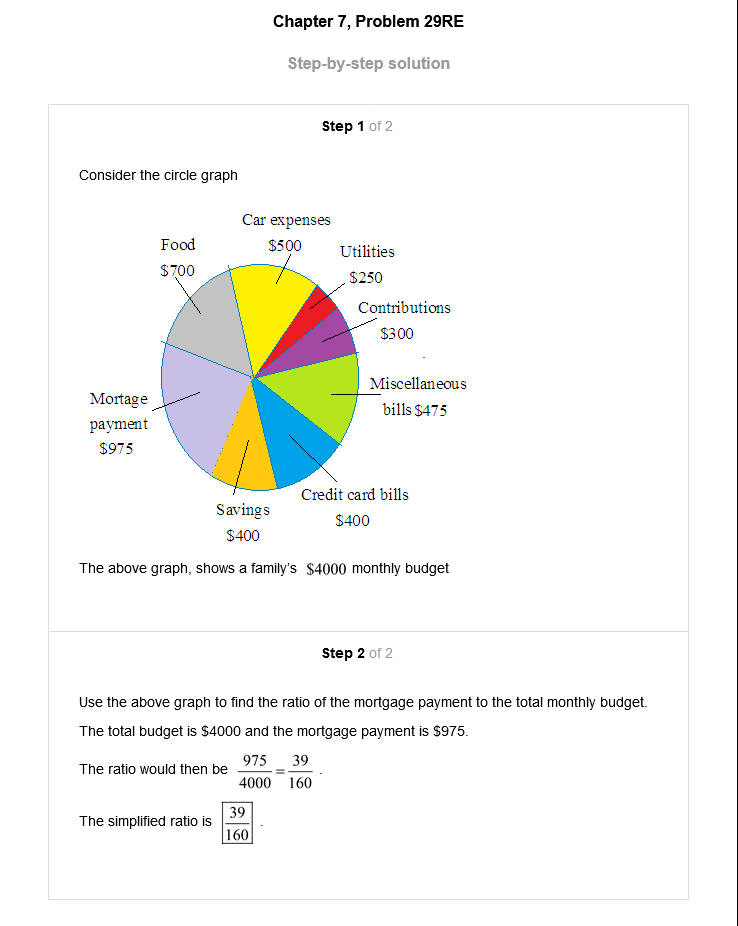 Chapter 7, Problem 29RE
Step-by-step solution
Step 1 of 2
Consider the circle graph
Car expenses
$500
Food
$700
Utilities
$250
Contributions
$300
Miscellaneous
bills $475
Mortage
payment
$975
Credit card bills
$400
Savings
$400
The above graph, shows a family's $4000 monthly budget
Step 2 of 2
Use the above graph to find the ratio of the mortgage payment to the total monthly budget.
The total budget is $4000 and the mortgage payment is $975.
The ratio would then be 975/4000 = 39/160.
The simplified ratio is 39/160.